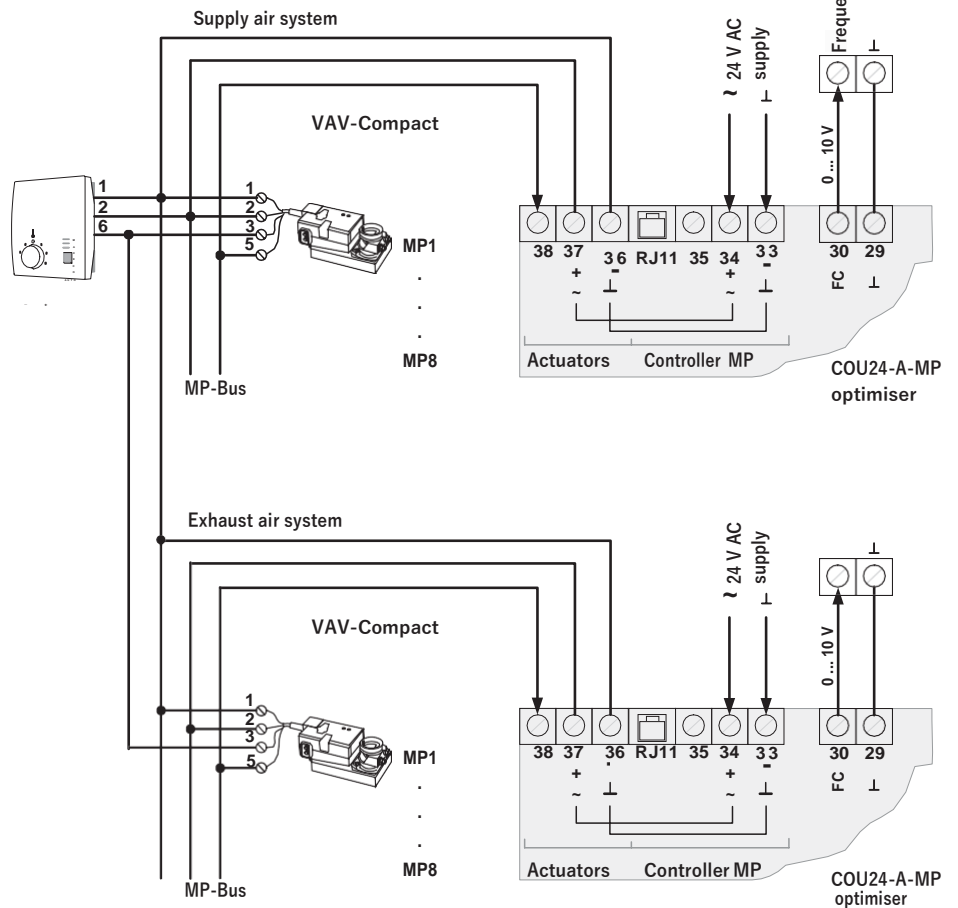 Supply air system
~ 24 V AC
supply ⊥
Freque
⊥
VAV-Compact
0 ... 10 V
1
2
6
1
2
3
5
MP1
.
.
.
MP8
MP-Bus
38 37 36 RJ11 35 34 33 30 29
+ - + -
~ ⊥ ~ ⊥
FC ⊥
Actuators Controller MP
COU24-A-MP
optimiser
Exhaust air system
~ 24 V AC
supply ⊥
⊥
VAV-Compact
0 ... 10 V
1
2
3
5
MP1
.
.
.
MP8
MP-Bus
38 37 36 RJ11 35 34 33 30 29
+ . + -
~ ⊥ ~ ⊥
FC ⊥
Actuators Controller MP
COU24-A-MP
optimiser